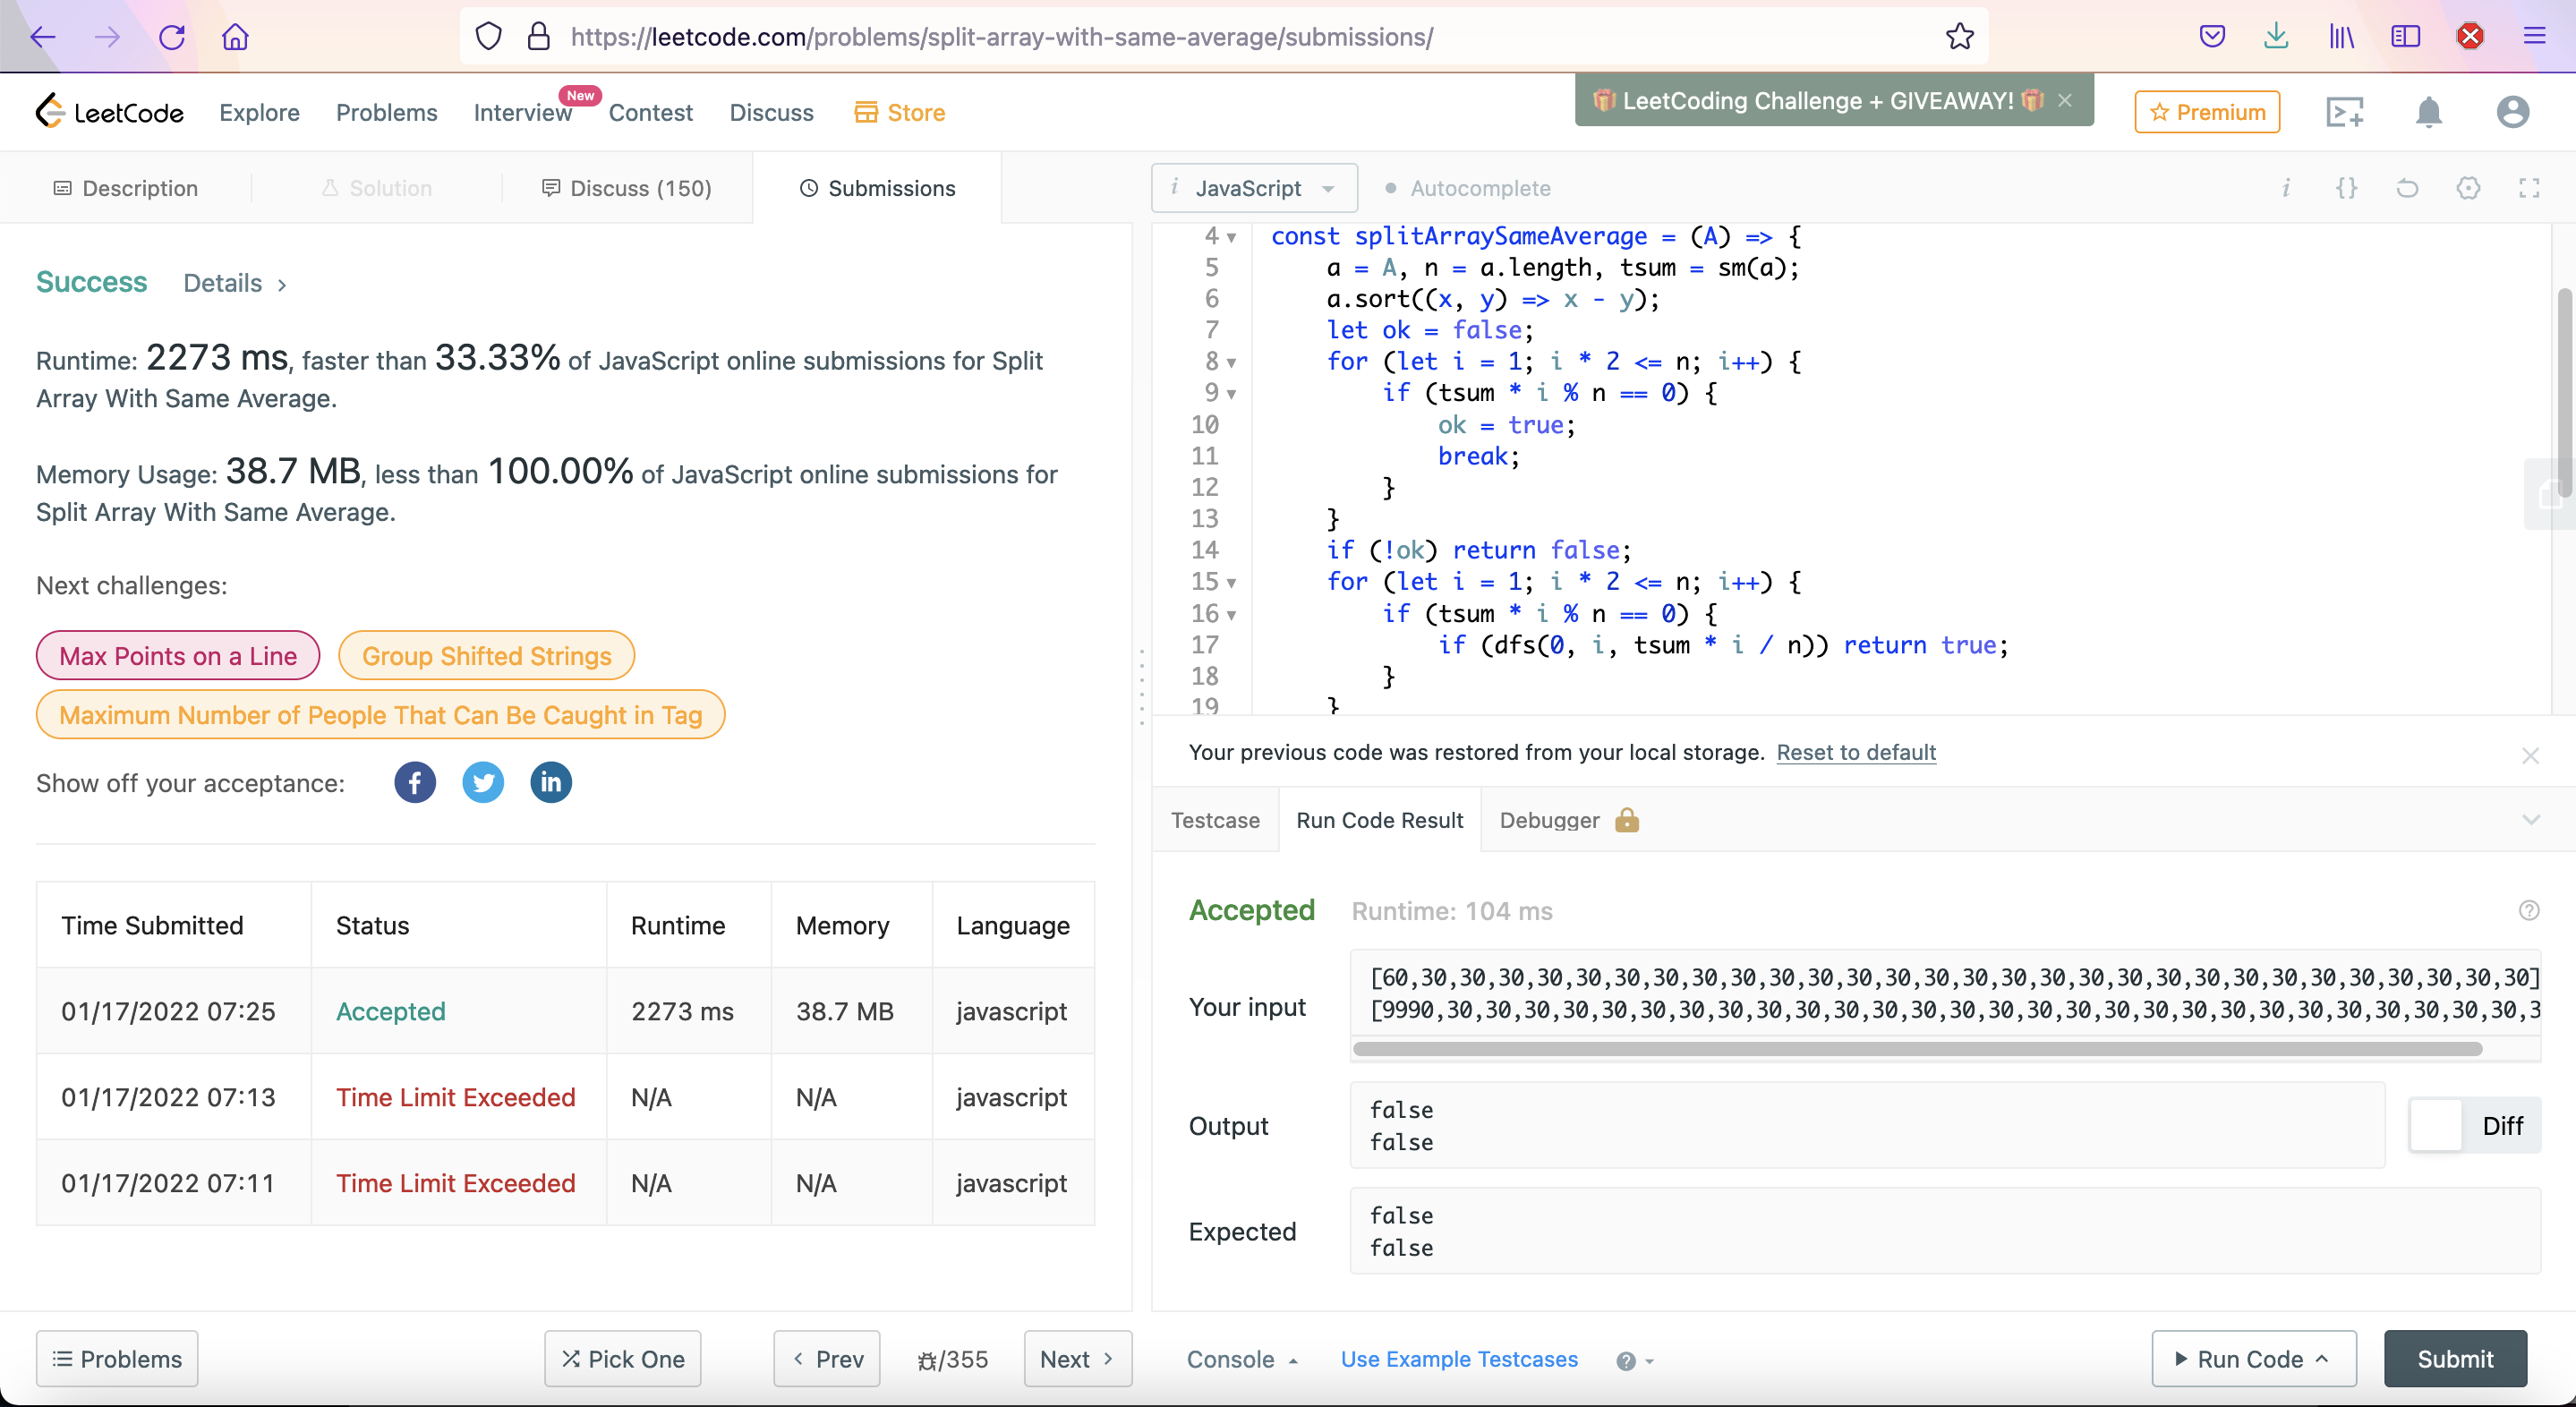 https://leetcode.com/problems/split-array-with-same-average/submissions/
LeetCode Explore Problems Interview New Contest Discuss Store
LeetCoding Challenge + GIVEAWAY! ×
Premium
Description Solution Discuss (150) Submissions
i JavaScript Autocomplete i {}
Success Details >
Runtime: 2273 ms, faster than 33.33% of JavaScript online submissions for Split
Array With Same Average.
Memory Usage: 38.7 MB, less than 100.00% of JavaScript online submissions for
Split Array With Same Average.
Next challenges:
Max Points on a Line Group Shifted Strings
Maximum Number of People That Can Be Caught in Tag
Show off your acceptance:
Time Submitted Status Runtime Memory Language
01/17/2022 07:25 Accepted 2273 ms 38.7 MB javascript
01/17/2022 07:13 Time Limit Exceeded N/A N/A javascript
01/17/2022 07:11 Time Limit Exceeded N/A N/A javascript
4 const splitArraySameAverage = (A) => {
5 a = A, n = a.length, tsum = sm(a);
6 a.sort((x, y) => x - y);
7 let ok = false;
8 for (let i = 1; i * 2 <= n; i++) {
9 if (tsum * i % n == 0) {
10 ok = true;
11 break;
12 }
13 }
14 if (!ok) return false;
15 for (let i = 1; i * 2 <= n; i++) {
16 if (tsum * i % n == 0) {
17 if (dfs(0, i, tsum * i / n)) return true;
18 }
19 }
Your previous code was restored from your local storage. Reset to default
Testcase Run Code Result Debugger
Accepted Runtime: 104 ms
Your input
[60,30,30,30,30,30,30,30,30,30,30,30,30,30,30,30,30,30,30,30,30,30,30,30,30,30,30,30,30,30]
[9990,30,30,30,30,30,30,30,30,30,30,30,30,30,30,30,30,30,30,30,30,30,30,30,30,30,30,30,30,3
Output
false
false
Diff
Expected
false
false
Problems Pick One < Prev /355 Next >
Console Use Example Testcases Run Code Submit